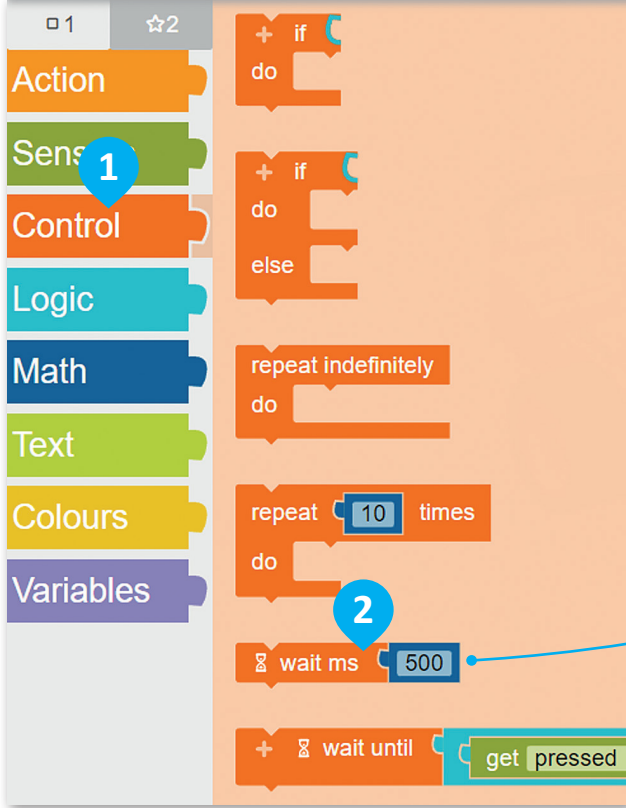 1
☆2
Action
Sens
1
Control
Logic
Math
Text
Colours
Variables
+ if
do
+ if
do
else
repeat indefinitely
do
repeat 10 times
do
2
wait ms 500
+ wait until get pressed